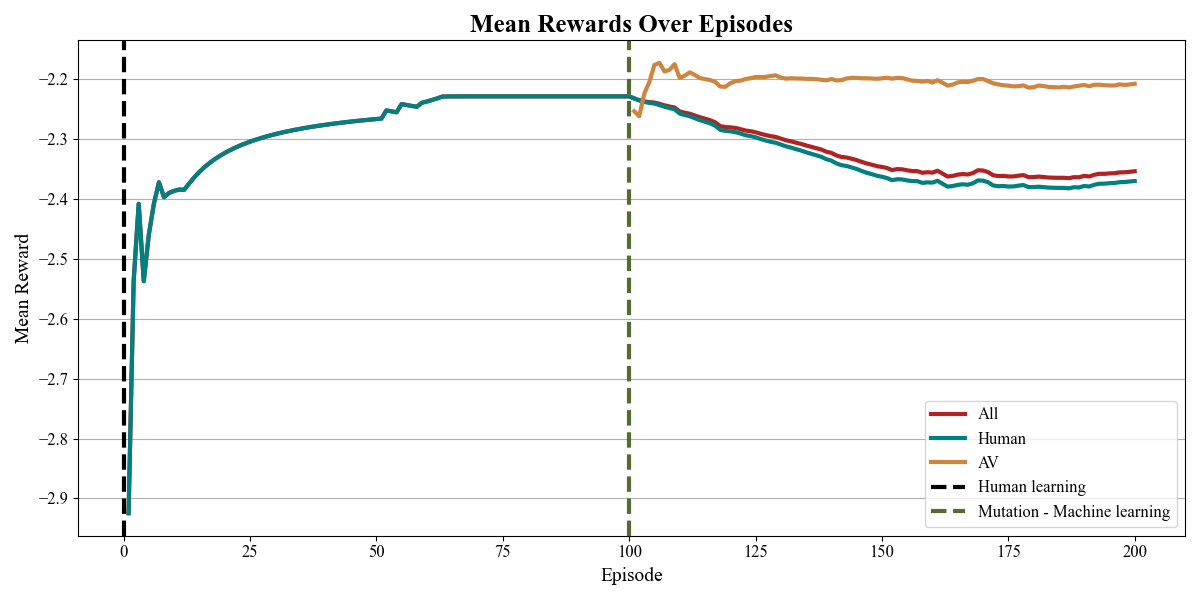 Mean Rewards Over Episodes
Mean Reward
−2.2
−2.3
−2.4
−2.5
−2.6
−2.7
−2.8
−2.9
0 25 50 75 100 125 150 175 200
Episode
All
Human
AV
Human learning
Mutation - Machine learning